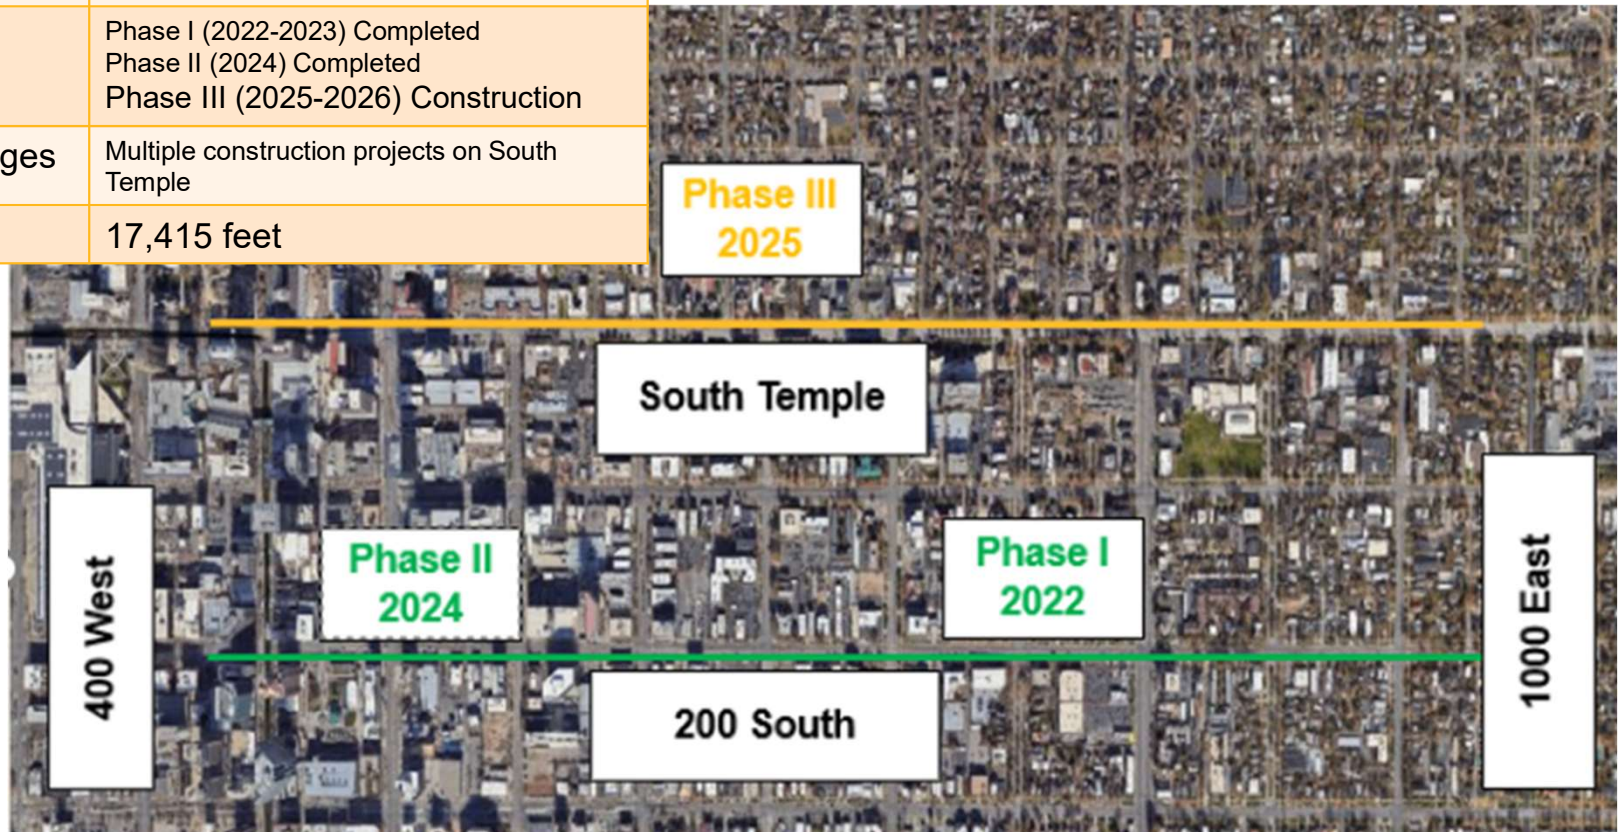 Phase I (2022-2023) Completed
Phase II (2024) Completed
Phase III (2025-2026) Construction
ges
Multiple construction projects on South
Temple
17,415 feet
Phase III
2025
South Temple
400 West
Phase II
2024
Phase I
2022
1000 East
200 South